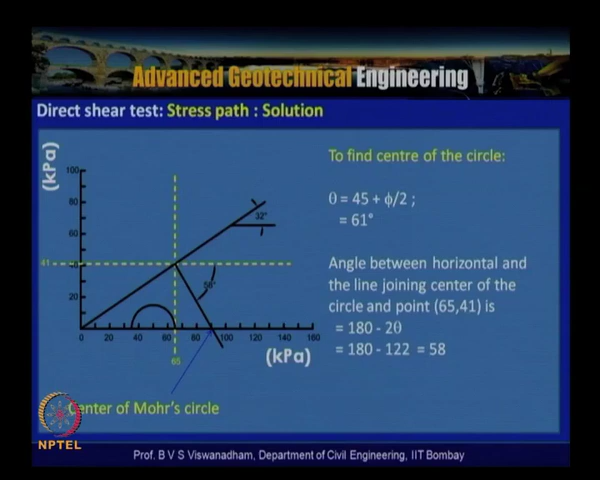 Advanced Geotechnical Engineering
Direct shear test: Stress path : Solution
(kPa)
100
80
60
41
40
20
32°
58°
0 20 40 60 80 100 120 140 160
65
(kPa)
Center of Mohr's circle
To find centre of the circle:
θ = 45 + ϕ/2 ;
= 61°
Angle between horizontal and
the line joining center of the
circle and point (65,41) is
= 180 - 2θ
= 180 - 122 = 58
NPTEL
Prof. B V S Viswanadham, Department of Civil Engineering, IIT Bombay